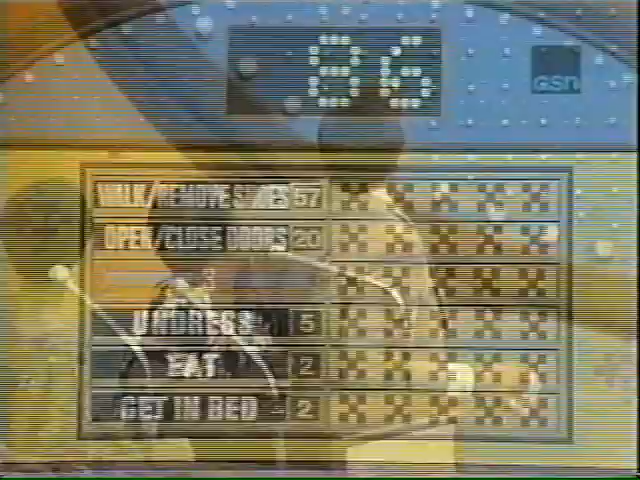 86
GSN
WALK/REMOVE SHOES 57
OPEN/CLOSE DOORS 20
UNDRESS 5
EAT 2
GET IN BED 2